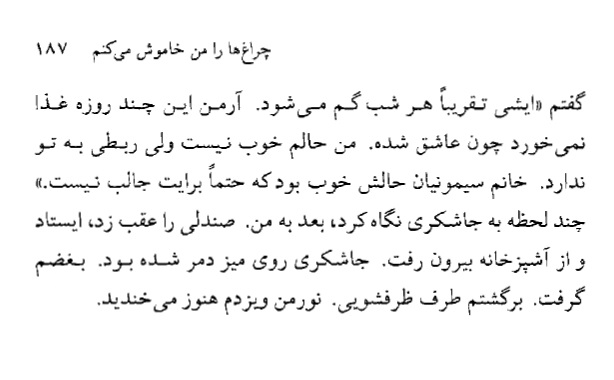 چراغ‌ها را من خاموش می‌کنم ۱۸۷
گفتم «ایشی تقریباً هر شب گم می‌شود. آرمن این چند روزه غذا
نمی‌خورد چون عاشق شده. من حالم خوب نیست ولی ربطی به تو
ندارد. خانم سیمونیان حالش خوب بود که حتماً برایت جالب نیست.»
چند لحظه به جاشکری نگاه کرد، بعد به من. صندلی را عقب زد، ایستاد
و از آشپزخانه بیرون رفت. جاشکری روی میز دمر شده بود. بغضم
گرفت. برگشتم طرف ظرفشویی. نورمن ویزدم هنوز می‌خندید.